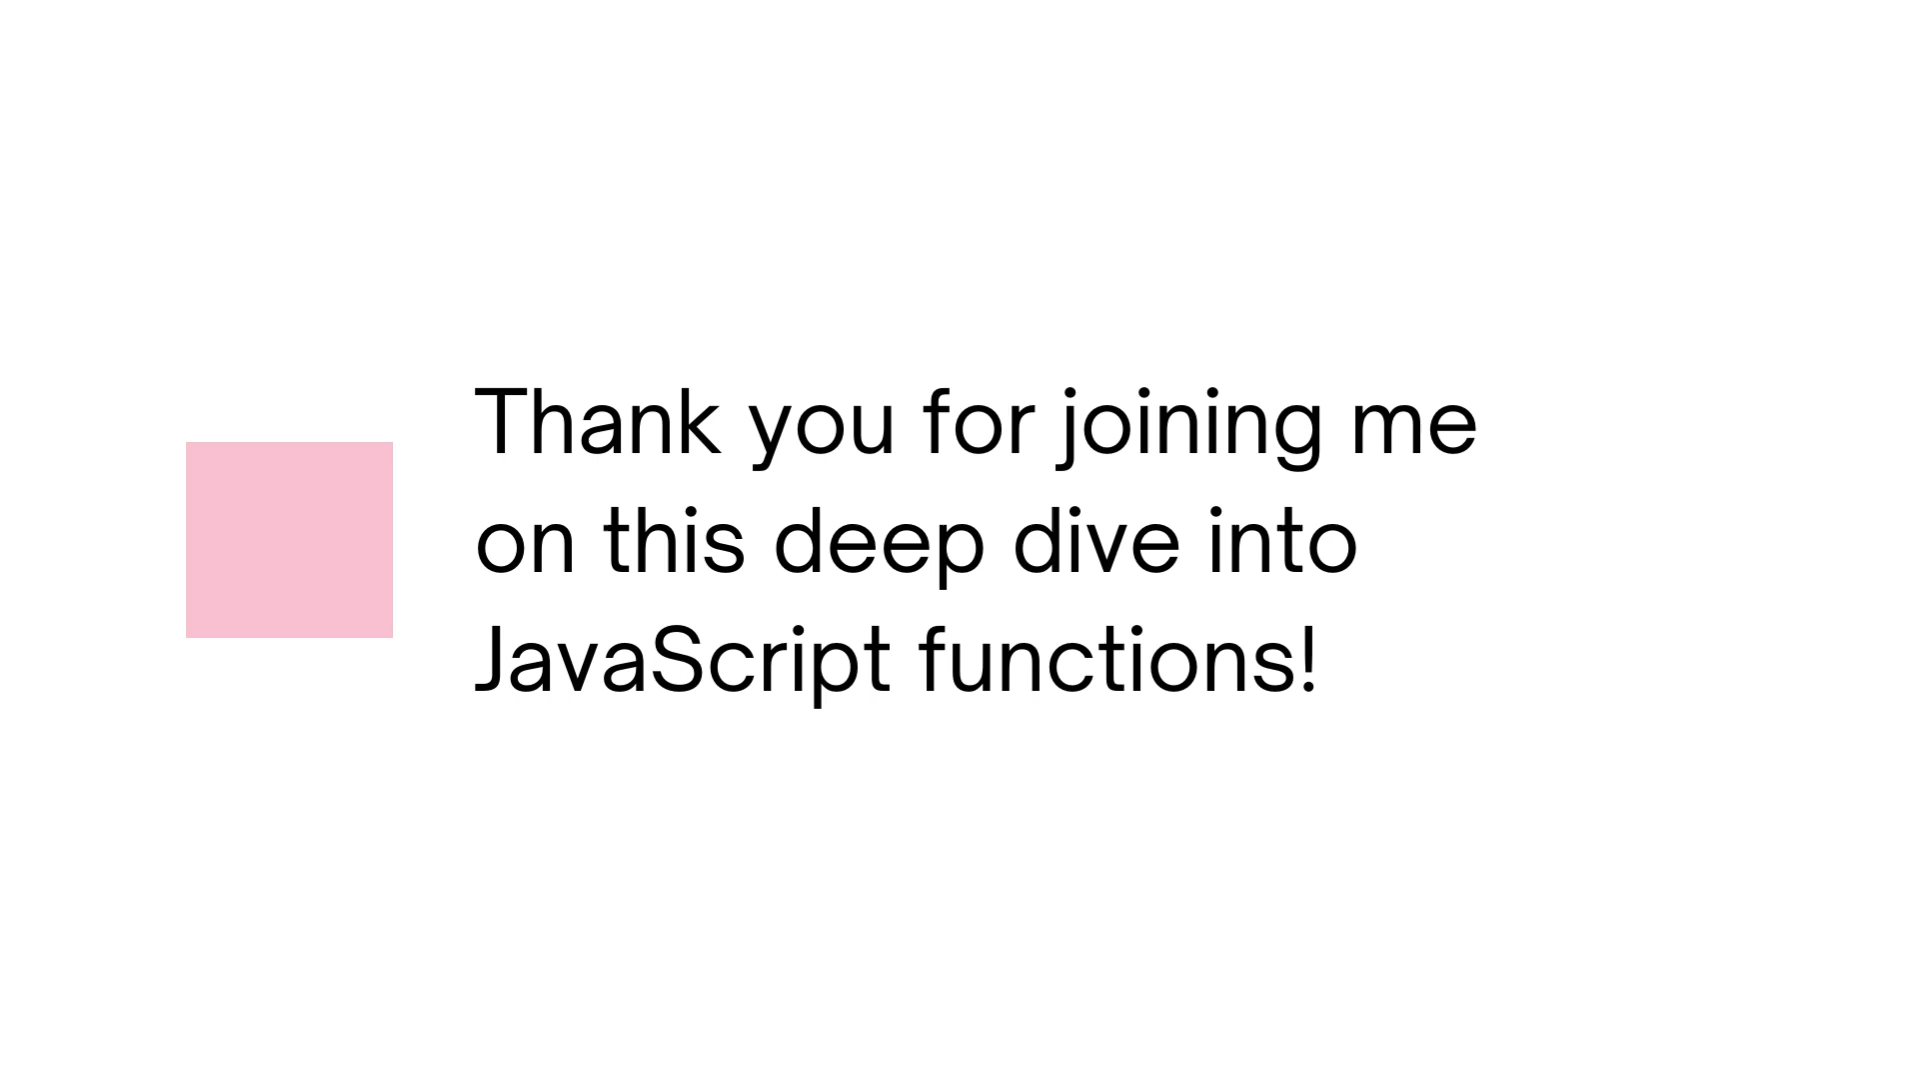 Thank you for joining me
on this deep dive into
JavaScript functions!